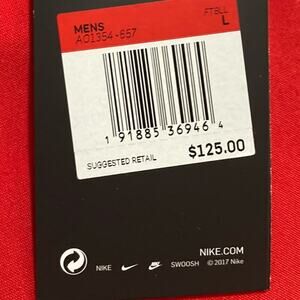 MENS FTBLL
AO1354-657 L
1 91885 36946 4
SUGGESTED RETAIL $125.00
NIKE.COM
NIKE SWOOSH © 2017 Nike